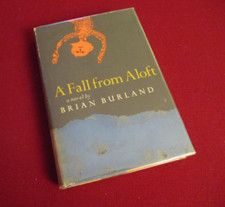 A Fall from Aloft
a novel by
BRIAN BURLAND